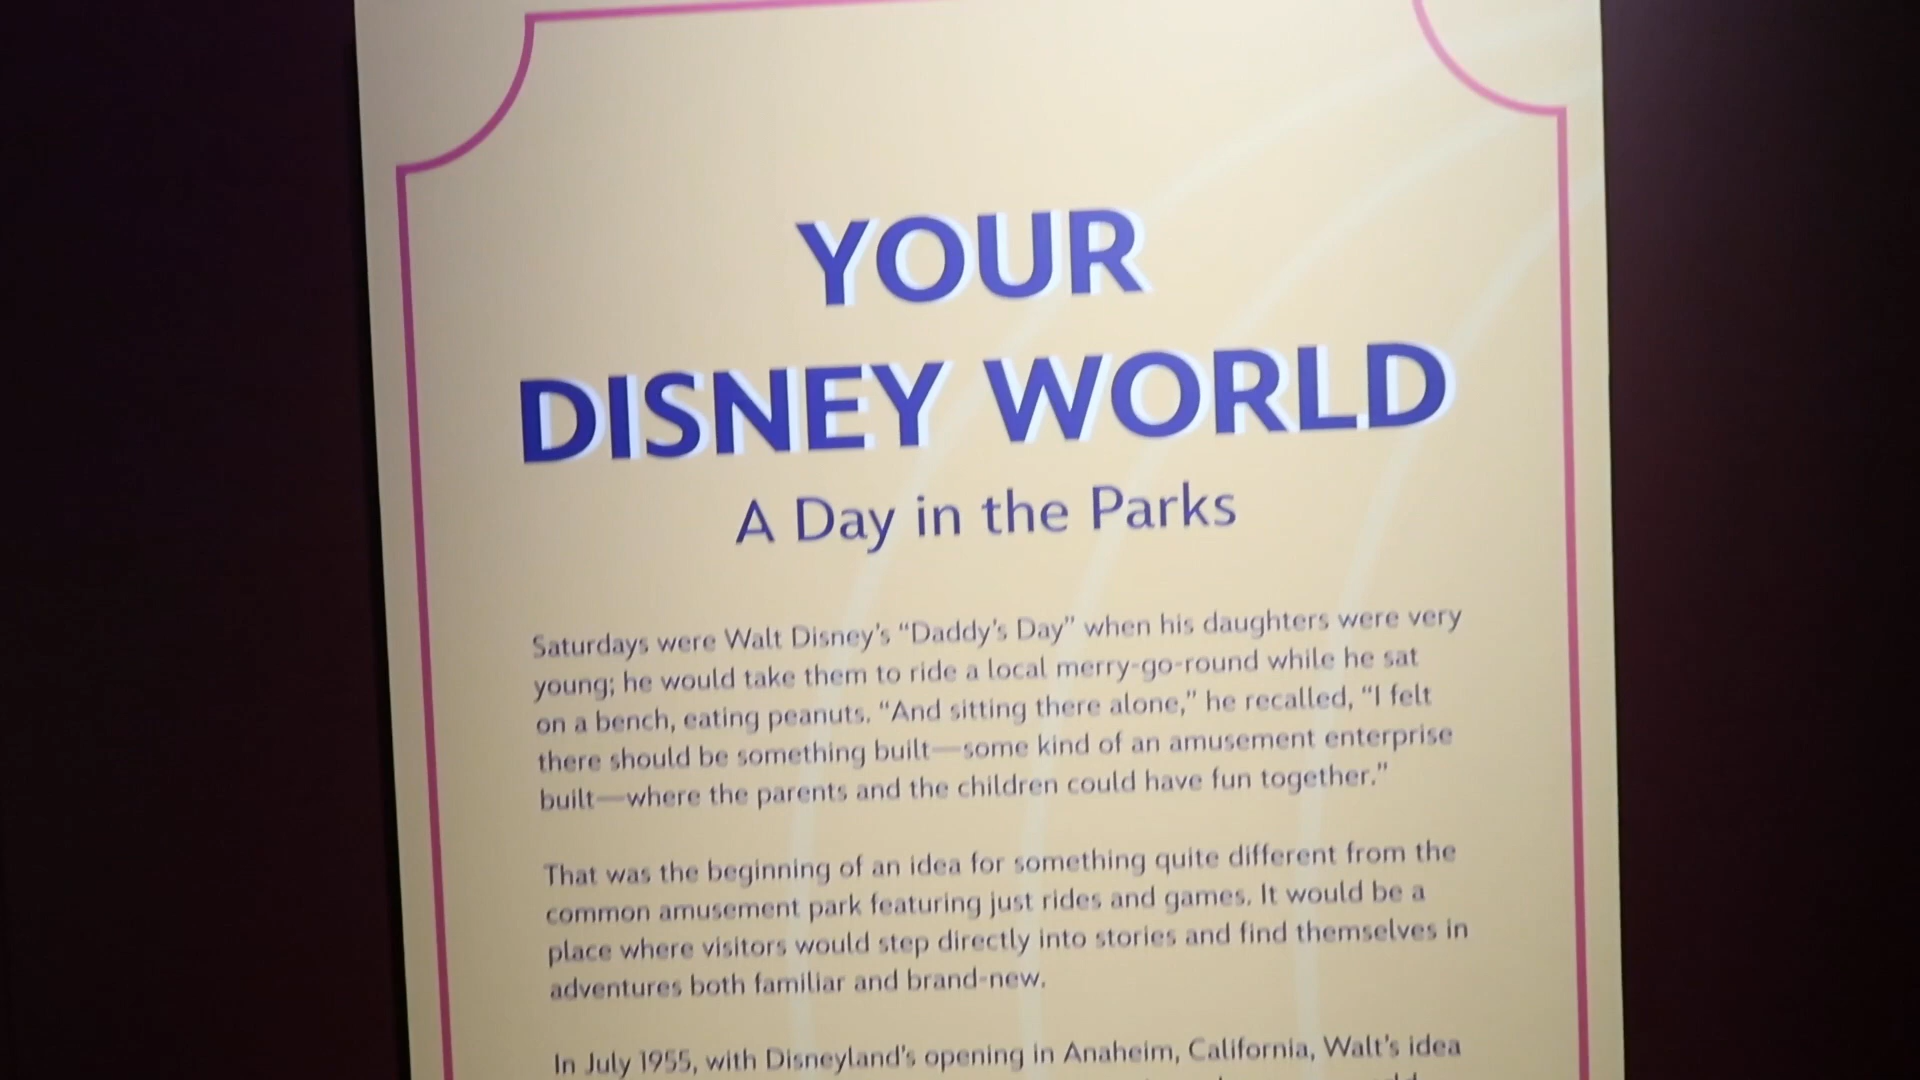 YOUR
DISNEY WORLD
A Day in the Parks
Saturdays were Walt Disney's “Daddy's Day” when his daughters were very
young; he would take them to ride a local merry-go-round while he sat
on a bench, eating peanuts. “And sitting there alone,” he recalled, “I felt
there should be something built—some kind of an amusement enterprise
built—where the parents and the children could have fun together.”
That was the beginning of an idea for something quite different from the
common amusement park featuring just rides and games. It would be a
place where visitors would step directly into stories and find themselves in
adventures both familiar and brand-new.
In July 1955, with Disneyland's opening in Anaheim, California, Walt's idea